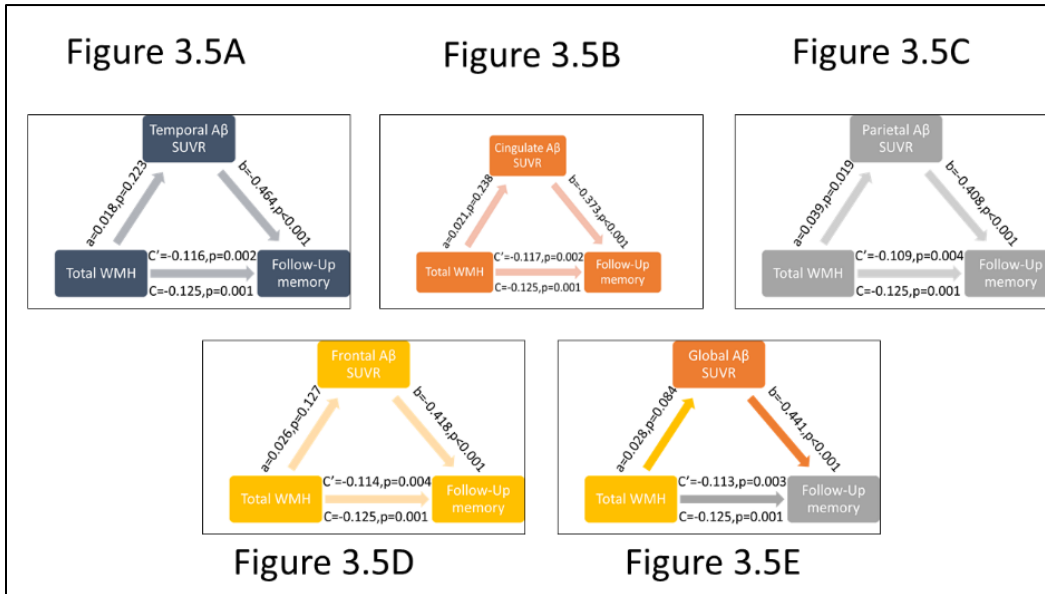 Figure 3.5A
Figure 3.5B
Figure 3.5C
Temporal Aβ
SUVR
a=0.018,p=0.223
b=-0.464,p<0.001
Total WMH
C’=-0.116,p=0.002
C=-0.125,p=0.001
Follow-Up
memory
Cingulate Aβ
SUVR
a=0.021,p=0.238
b=-0.373,p<0.001
Total WMH
C’=-0.117,p=0.002
C=-0.125,p=0.001
Follow-Up
memory
Parietal Aβ
SUVR
a=0.039,p=0.019
b=-0.408,p<0.001
Total WMH
C’=-0.109,p=0.004
C=-0.125,p=0.001
Follow-Up
memory
Frontal Aβ
SUVR
a=0.026,p=0.127
b=-0.418,p<0.001
Total WMH
C’=-0.114,p=0.004
C=-0.125,p=0.001
Follow-Up
memory
Global Aβ
SUVR
a=0.028,p=0.084
b=-0.441,p<0.001
Total WMH
C’=-0.113,p=0.003
C=-0.125,p=0.001
Follow-Up
memory
Figure 3.5D
Figure 3.5E